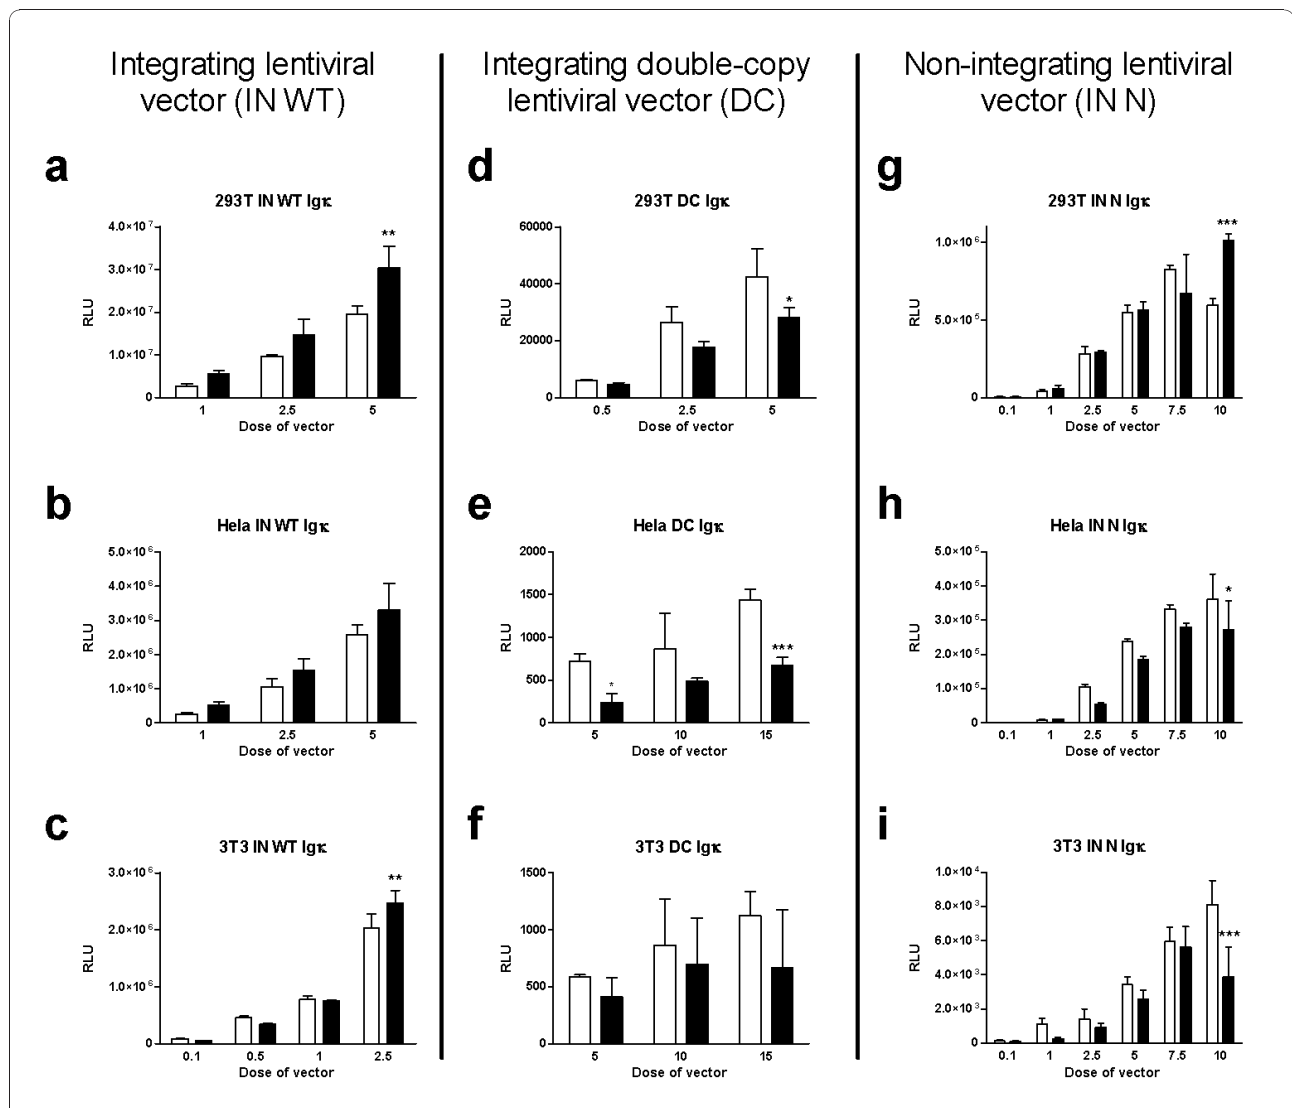 Integrating lentiviral
vector (IN WT)
Integrating double-copy
lentiviral vector (DC)
Non-integrating lentiviral
vector (IN N)
a
293T IN WT Igκ
4.0×10⁷
3.0×10⁷
2.0×10⁷
1.0×10⁷
0
RLU
**
1 2.5 5
Dose of vector
d
293T DC Igκ
60000
40000
20000
0
RLU
*
0.5 2.5 5
Dose of vector
g
293T IN N Igκ
1.0×10⁶
5.0×10⁵
0
RLU
***
0.1 1 2.5 5 7.5 10
Dose of vector
b
Hela IN WT Igκ
5.0×10⁶
4.0×10⁶
3.0×10⁶
2.0×10⁶
1.0×10⁶
0
RLU
1 2.5 5
Dose of vector
e
Hela DC Igκ
2000
1500
1000
500
0
RLU
*
***
5 10 15
Dose of vector
h
Hela IN N Igκ
5.0×10⁵
4.0×10⁵
3.0×10⁵
2.0×10⁵
1.0×10⁵
0
RLU
*
0.1 1 2.5 5 7.5 10
Dose of vector
c
3T3 IN WT Igκ
3.0×10⁶
2.0×10⁶
1.0×10⁶
0
RLU
**
0.1 0.5 1 2.5
Dose of vector
f
3T3 DC Igκ
1500
1000
500
0
RLU
5 10 15
Dose of vector
i
3T3 IN N Igκ
1.0×10⁴
8.0×10³
6.0×10³
4.0×10³
2.0×10³
0
RLU
***
0.1 1 2.5 5 7.5 10
Dose of vector